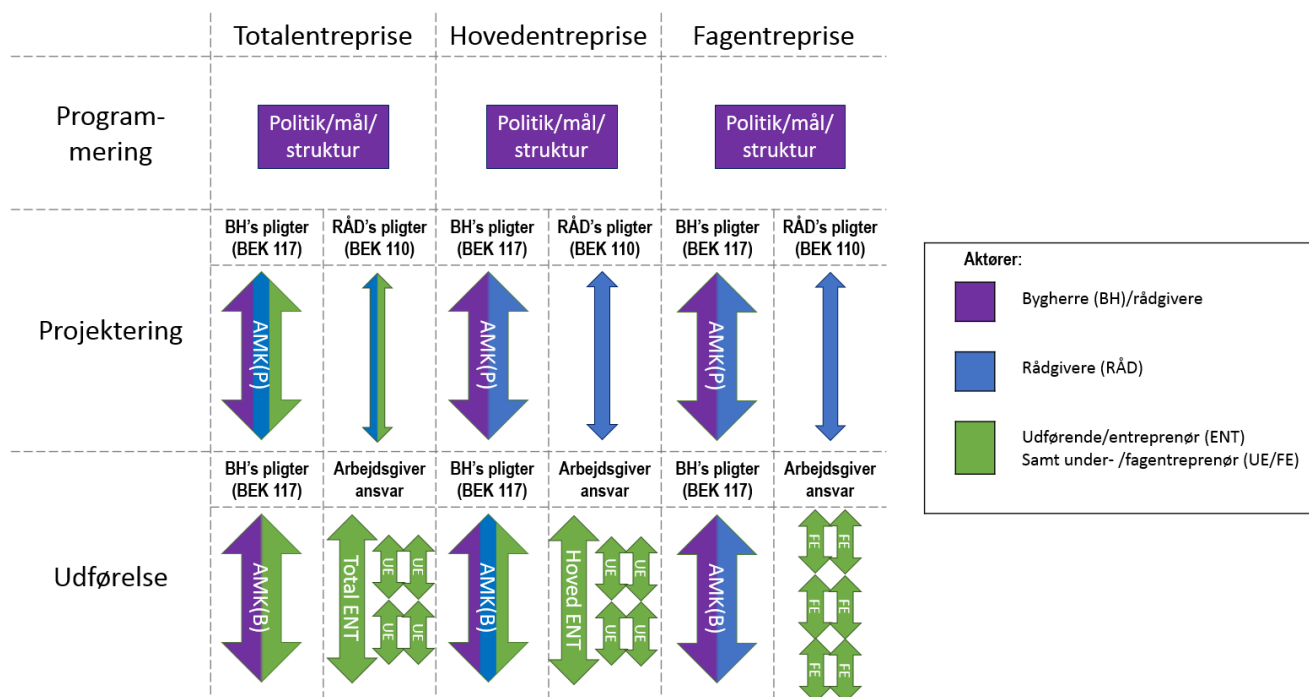 Totalentreprise
Hovedentreprise
Fagentreprise
Program-
mering
Politik/mål/
struktur
Politik/mål/
struktur
Politik/mål/
struktur
Projektering
BH's pligter
(BEK 117)
RÅD's pligter
(BEK 110)
BH's pligter
(BEK 117)
RÅD's pligter
(BEK 110)
BH's pligter
(BEK 117)
RÅD's pligter
(BEK 110)
AMK(P)
AMK(P)
AMK(P)
Udførelse
BH's pligter
(BEK 117)
Arbejdsgiver
ansvar
BH's pligter
(BEK 117)
Arbejdsgiver
ansvar
BH's pligter
(BEK 117)
Arbejdsgiver
ansvar
AMK(B)
Total ENT
UE
UE
UE
UE
AMK(B)
Hoved ENT
UE
UE
UE
UE
AMK(B)
FE
FE
FE
FE
FE
FE
Aktører:
Bygherre (BH)/rådgivere
Rådgivere (RÅD)
Udførende/entreprenør (ENT)
Samt under- /fagentreprenør (UE/FE)